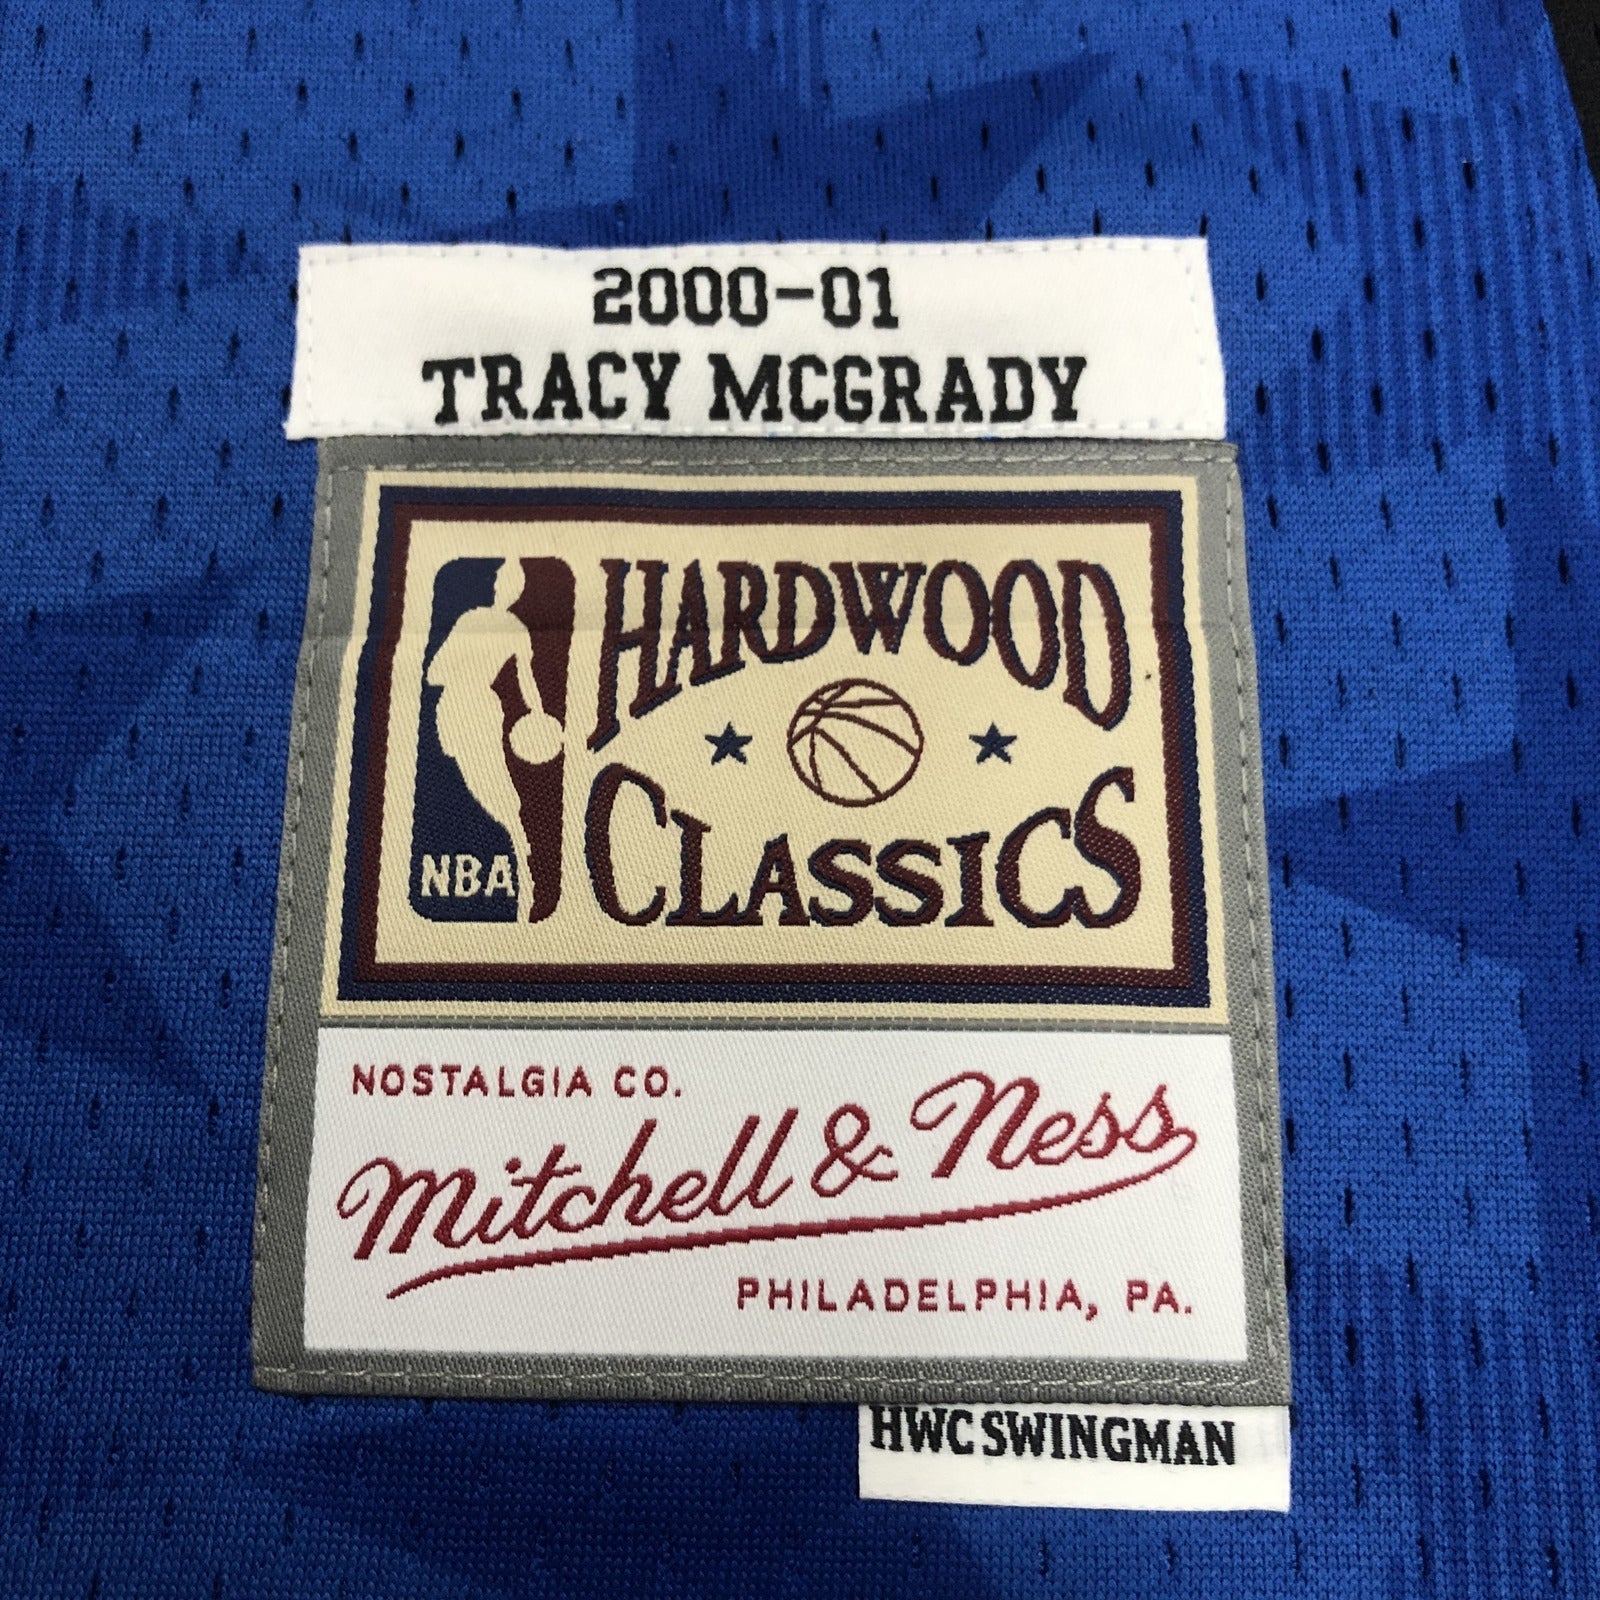 2000-01
TRACY MCGRADY
HARDWOOD
CLASSICS
NBA
NOSTALGIA CO.
Mitchell & Ness
PHILADELPHIA, PA.
HWC SWINGMAN